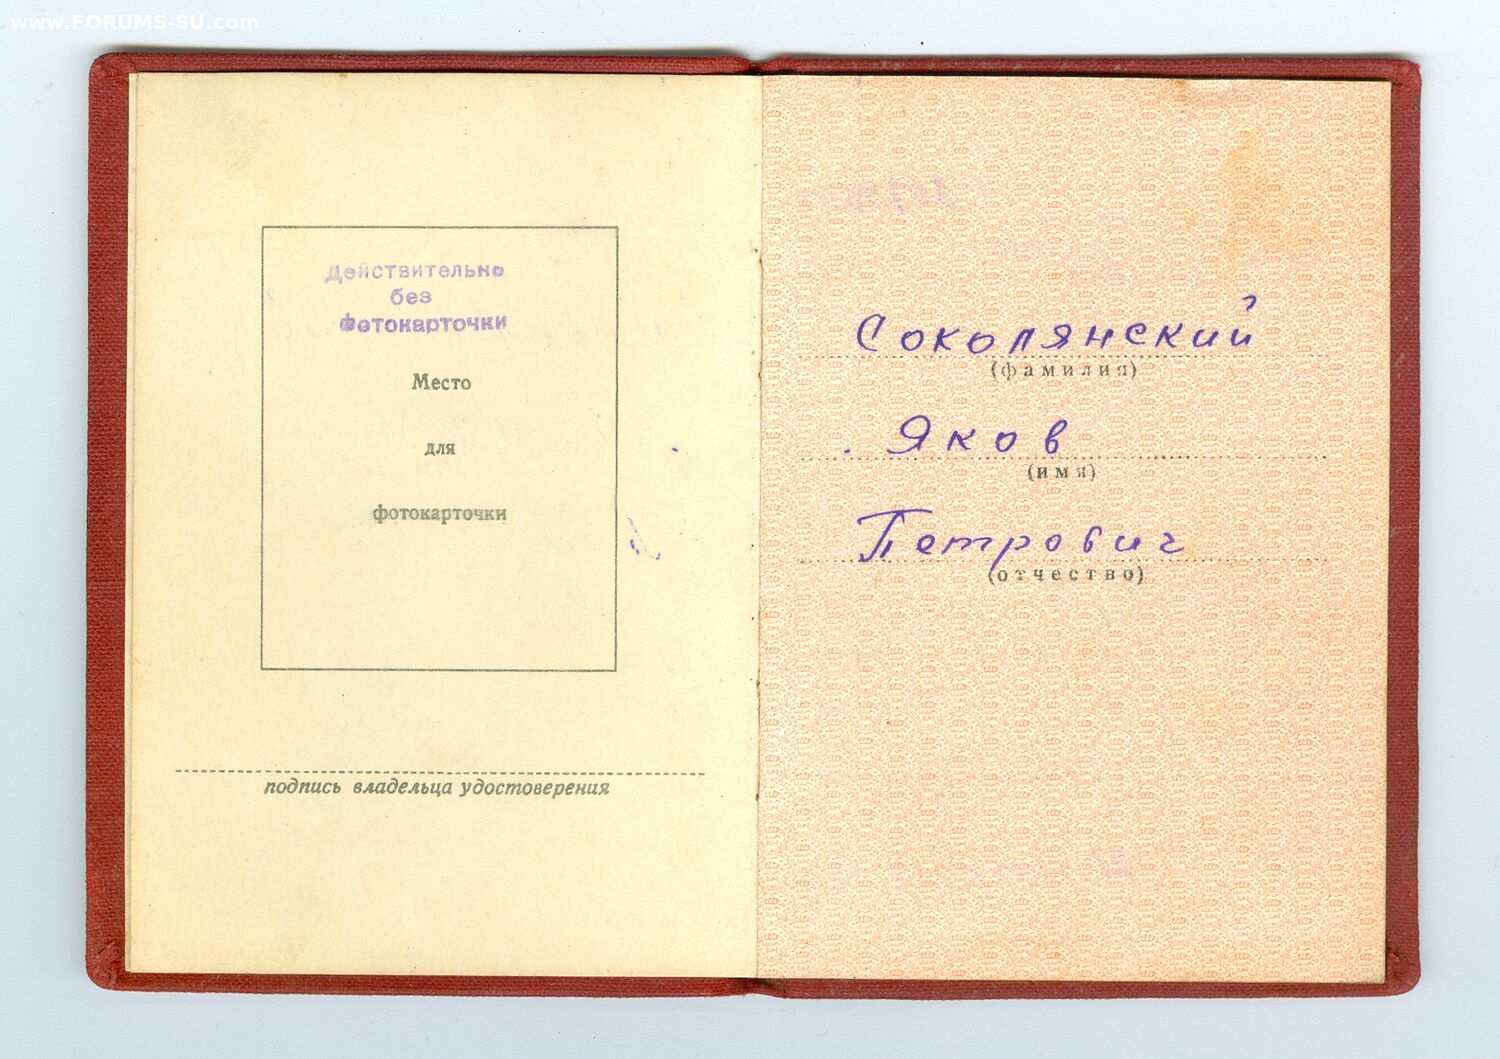 www.FORUMS-SU.com
Действительно
без
фотокарточки
Место
для
фотокарточки
подпись владельца удостоверения
Соколянский
(фамилия)
Яков
(имя)
Петрович
(отчество)